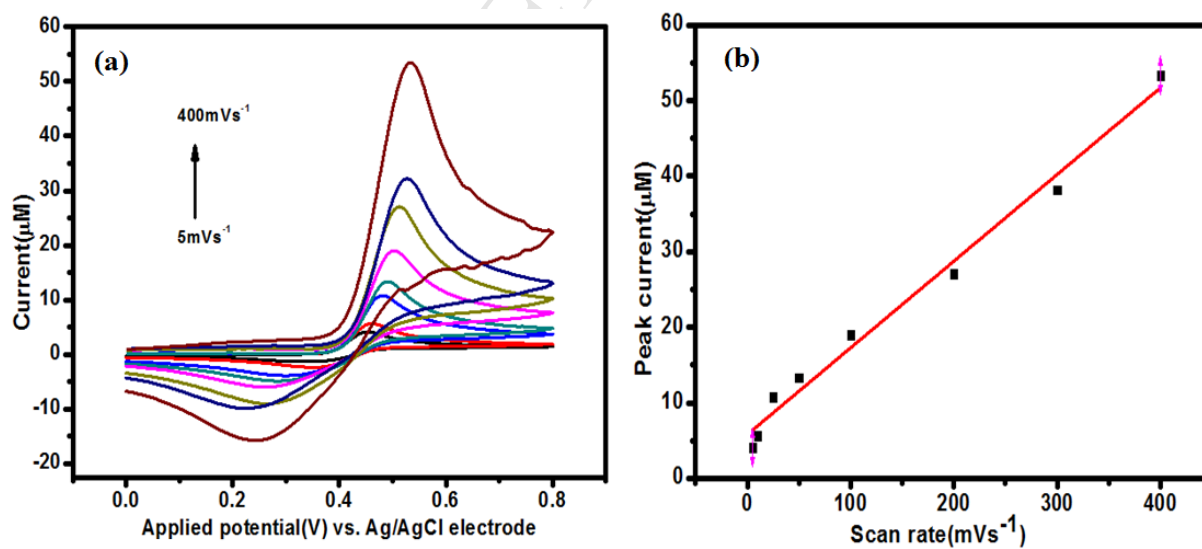 (a)
400mVs⁻¹
5mVs⁻¹
60
50
40
30
20
10
0
-10
-20
0.0 0.2 0.4 0.6 0.8
Current(μM)
Applied potential(V) vs. Ag/AgCl electrode
(b)
60
50
40
30
20
10
0
0 100 200 300 400
Peak current(μM)
Scan rate(mVs⁻¹)